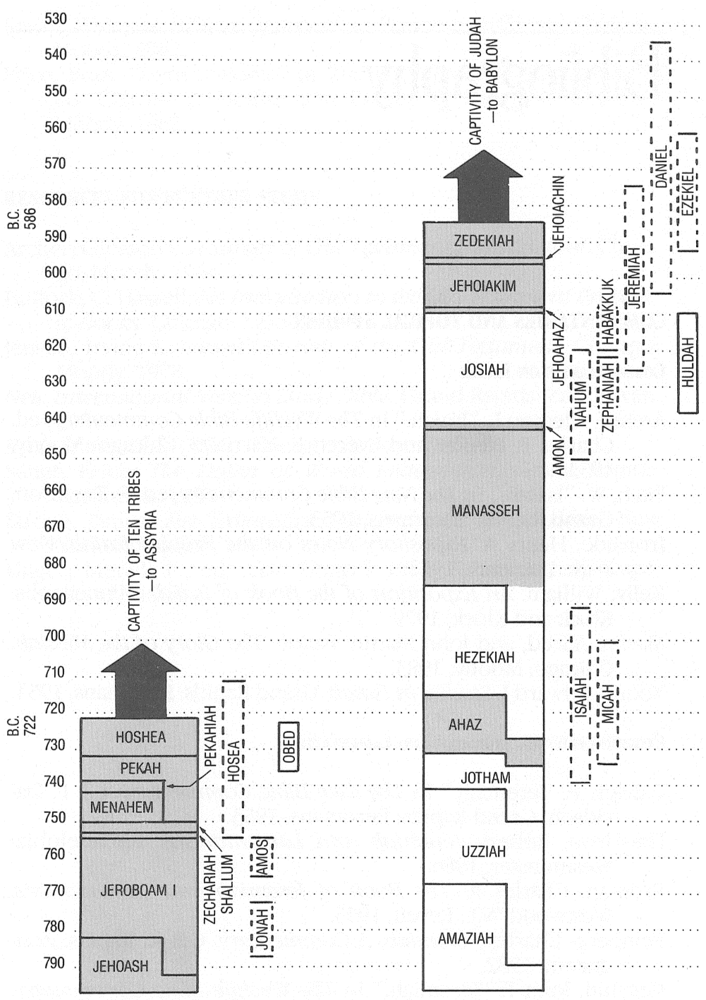 530
540
550
560
570
580
B.C.
586
590
600
610
620
630
640
650
660
670
680
690
700
710
720
B.C.
722
730
740
750
760
770
780
790
CAPTIVITY OF TEN TRIBES
—to ASSYRIA
HOSHEA
PEKAH
MENAHEM
JEROBOAM I
JEHOASH
PEKAHIAH
ZECHARIAH
SHALLUM
HOSEA
AMOS
JONAH
OBED
CAPTIVITY OF JUDAH
—to BABYLON
ZEDEKIAH
JEHOIAKIM
JOSIAH
MANASSEH
HEZEKIAH
AHAZ
JOTHAM
UZZIAH
AMAZIAH
JEHOIACHIN
JEHOAHAZ
AMON
NAHUM
ZEPHANIAH
HABAKKUK
JEREMIAH
DANIEL
EZEKIEL
HULDAH
ISAIAH
MICAH